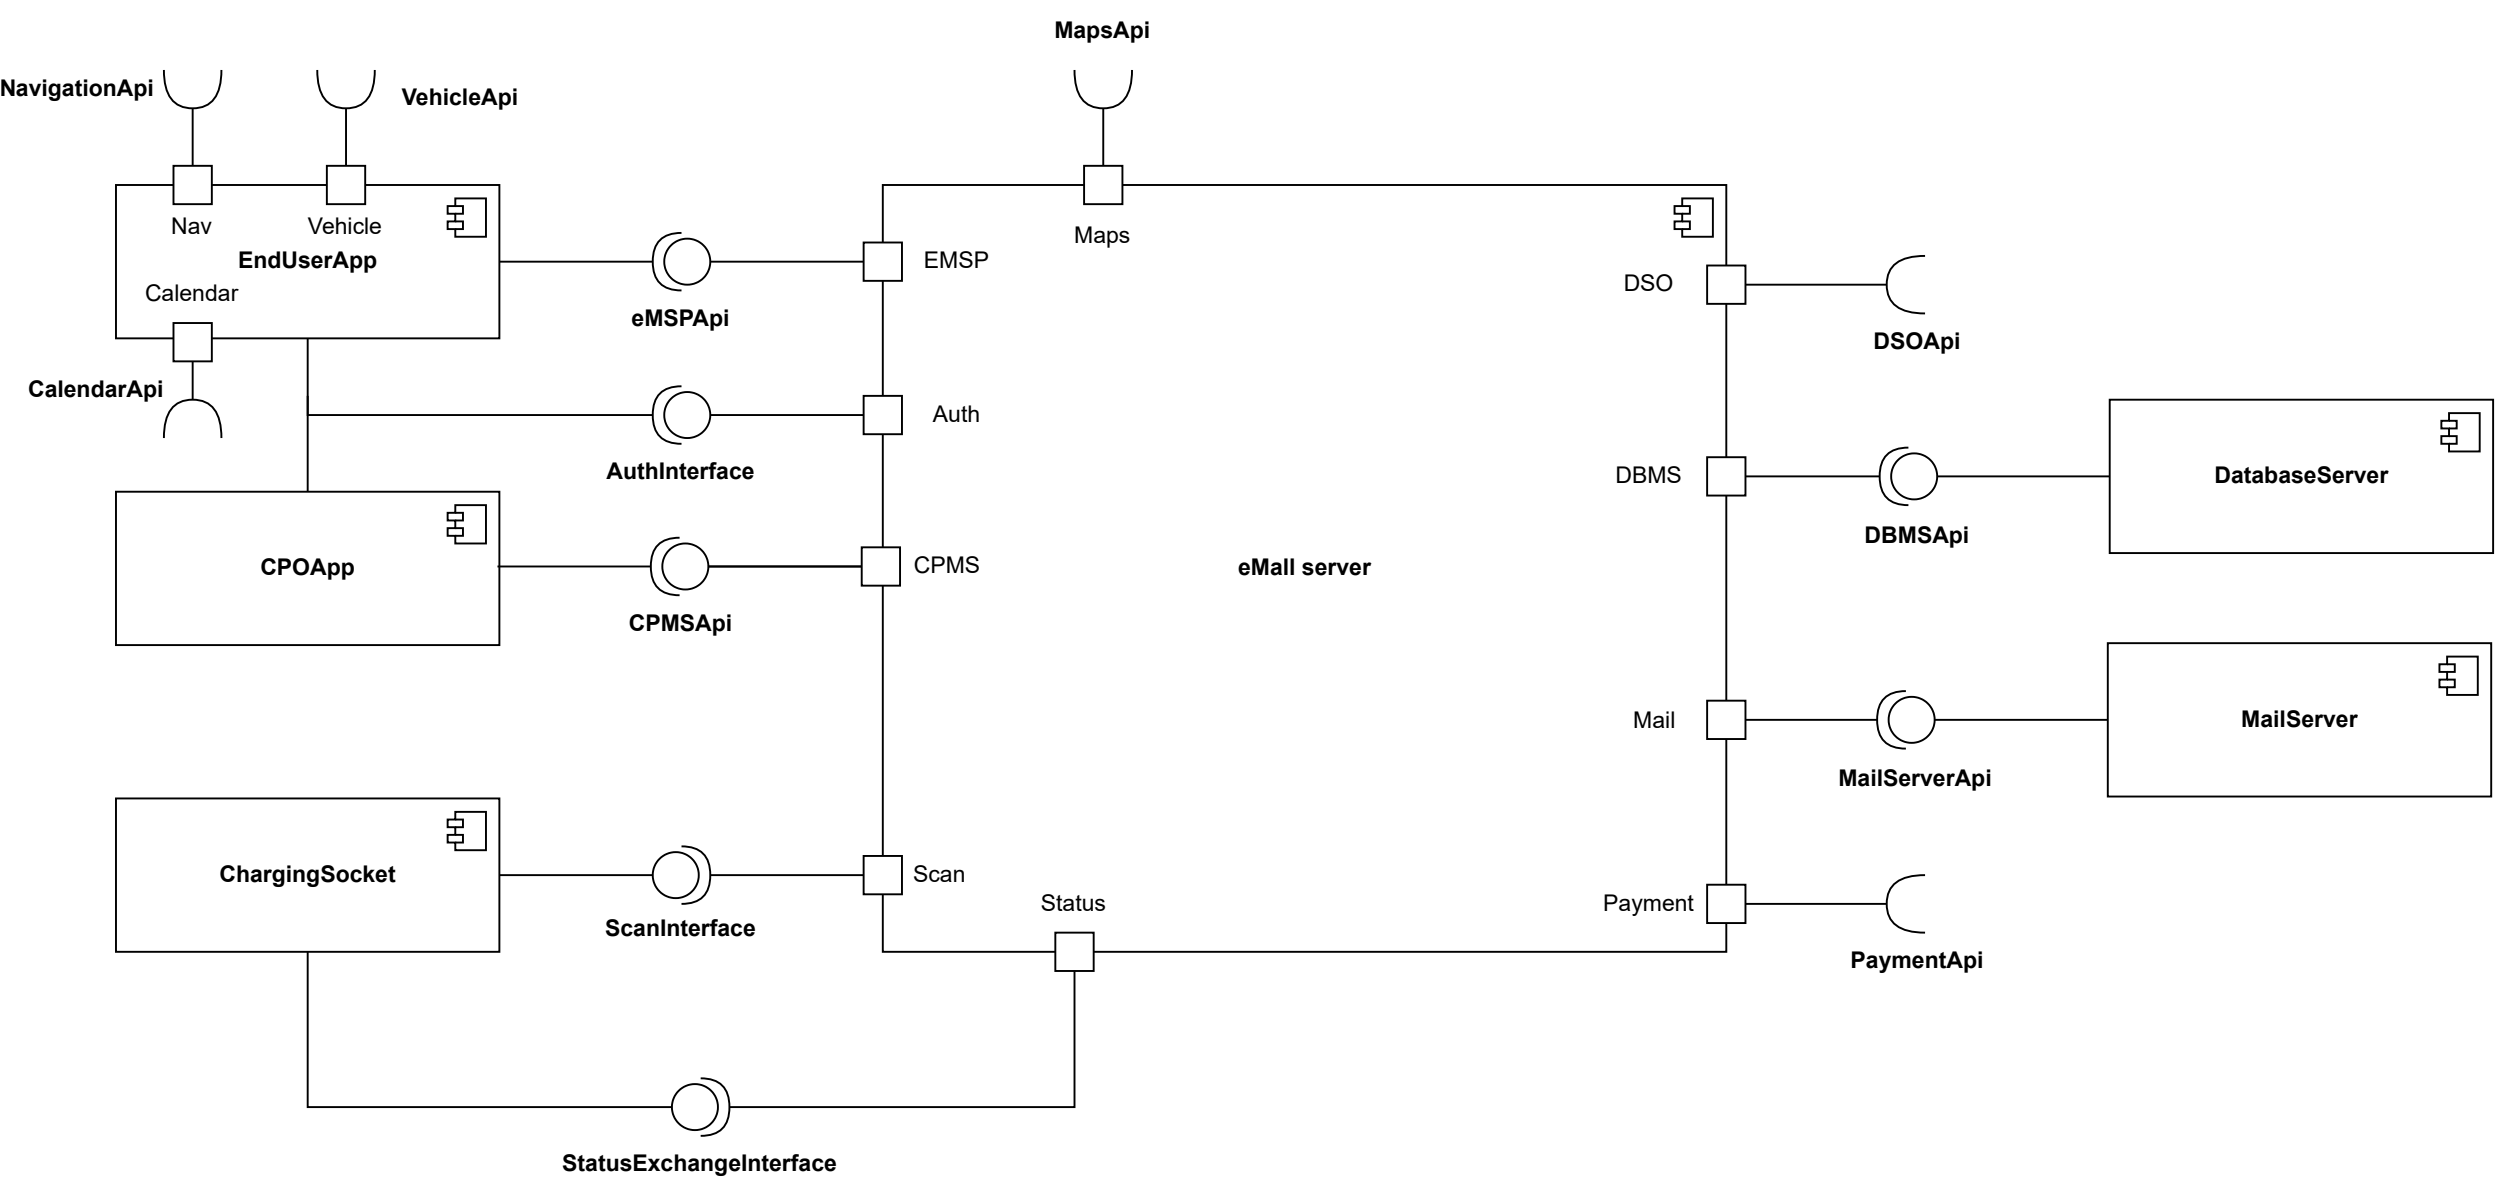 MapsApi
NavigationApi
VehicleApi
Nav
Vehicle
EndUserApp
Calendar
CalendarApi
eMSPApi
EMSP
Maps
DSO
DSOApi
AuthInterface
Auth
DBMS
DBMSApi
DatabaseServer
CPOApp
CPMSApi
CPMS
eMall server
Mail
MailServerApi
MailServer
ChargingSocket
ScanInterface
Scan
Status
Payment
PaymentApi
StatusExchangeInterface